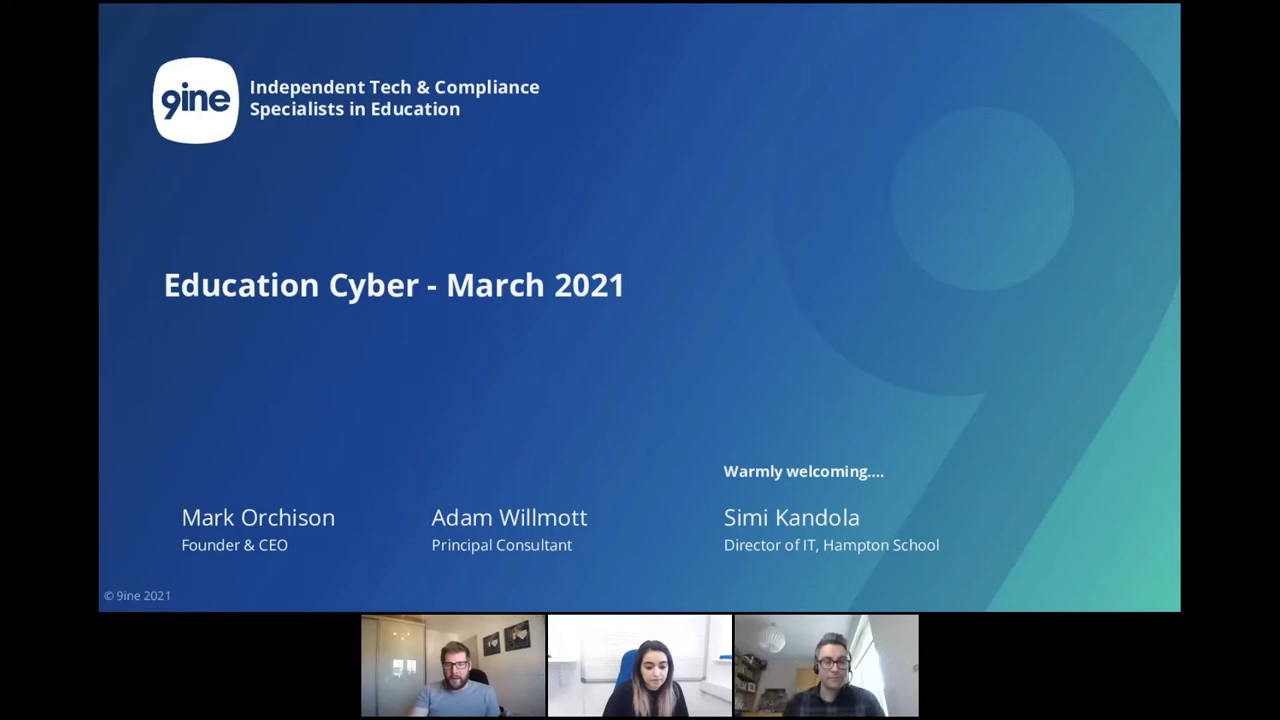 9ine
Independent Tech & Compliance
Specialists in Education
Education Cyber - March 2021
Warmly welcoming....
Mark Orchison
Founder & CEO
Adam Willmott
Principal Consultant
Simi Kandola
Director of IT, Hampton School
© 9ine 2021